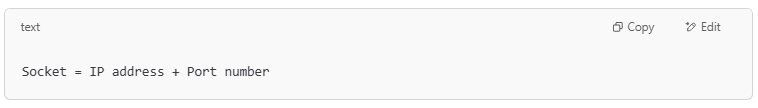 text Copy Edit
Socket = IP address + Port number